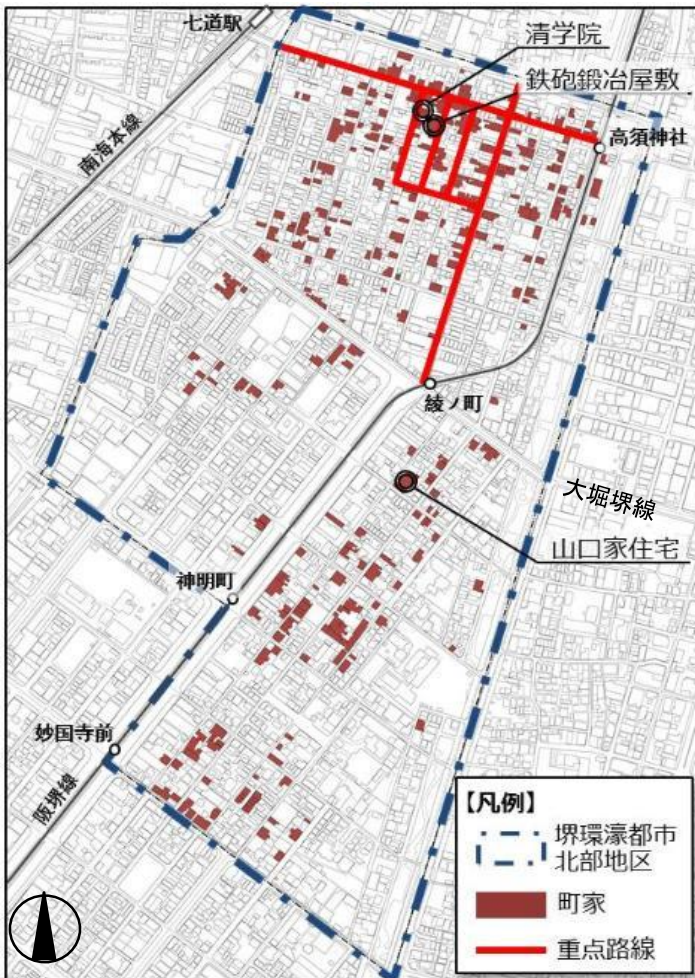 七道駅
清学院
鉄砲鍛冶屋敷
高須神社
南海本線
綾ノ町
大堀堺線
山口家住宅
神明町
妙国寺前
阪堺線
【凡例】
堺環濠都市
北部地区
町家
重点路線